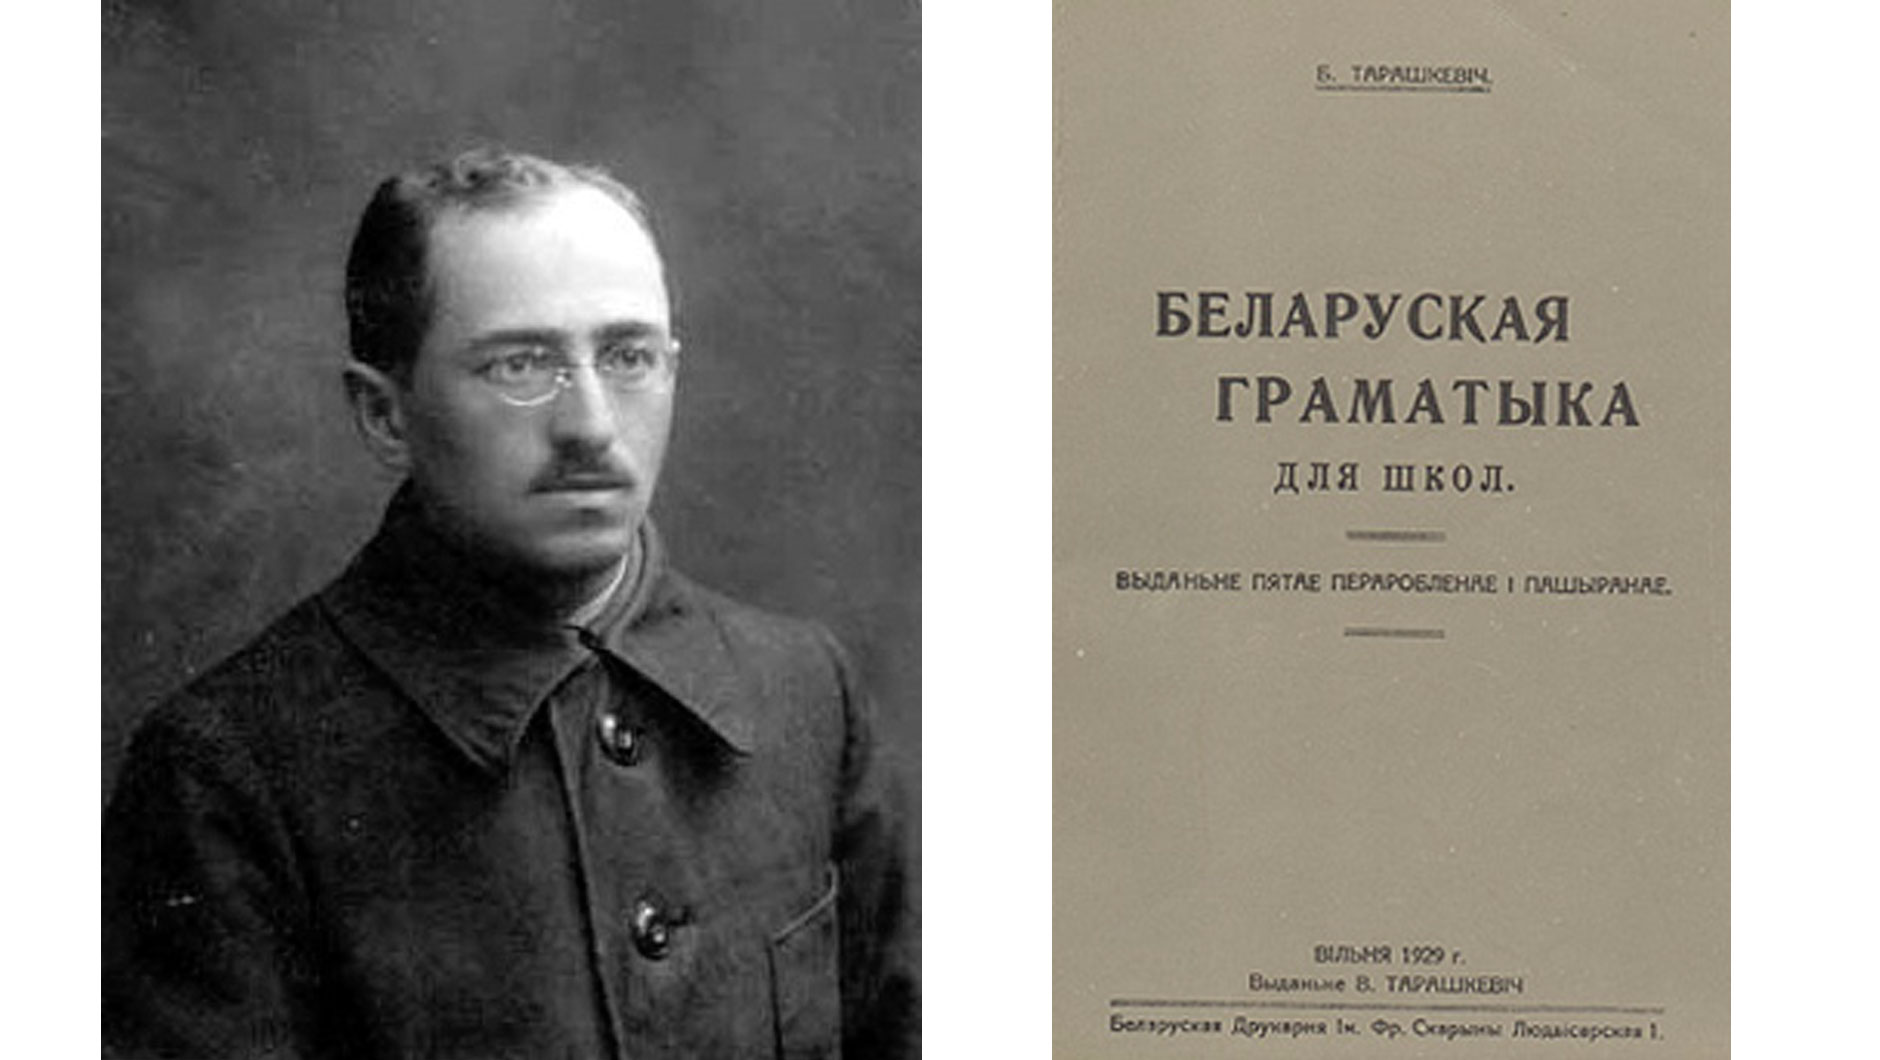 Б. ТАРАШКЕВІЧ.
БЕЛАРУСКАЯ
ГРАМАТЫКА
ДЛЯ ШКОЛ.
ВЫДАНЬНЕ ПЯТАЕ ПЕРАРОБЛЕНАЕ І ПАШЫРАНАЕ.
ВІЛЬНЯ 1929 г.
Выданьне В. ТАРАШКЕВІЧ
Беларуская Друкарня Ім. Фр. Скарыны Людвісарская 1.